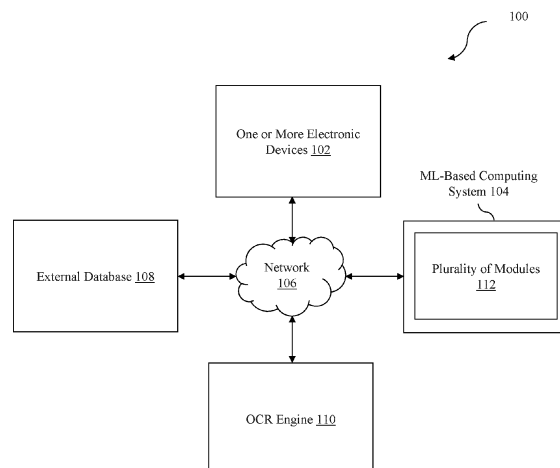 100
One or More Electronic
Devices 102
ML-Based Computing
System 104
External Database 108
Network
106
Plurality of Modules
112
OCR Engine 110